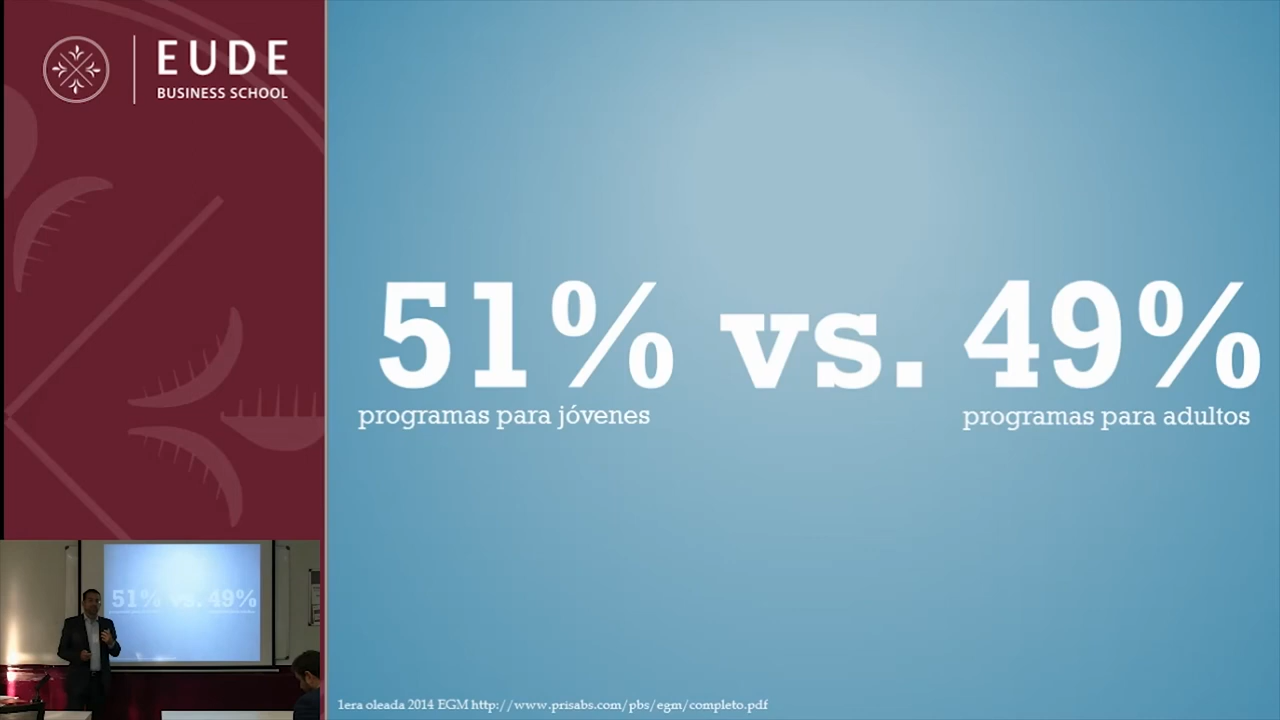 EUDE
BUSINESS SCHOOL
51% vs. 49%
programas para jóvenes
programas para adultos
51% vs. 49%
1era oleada 2014 EGM http://www.prisabs.com/pbs/egm/completo.pdf